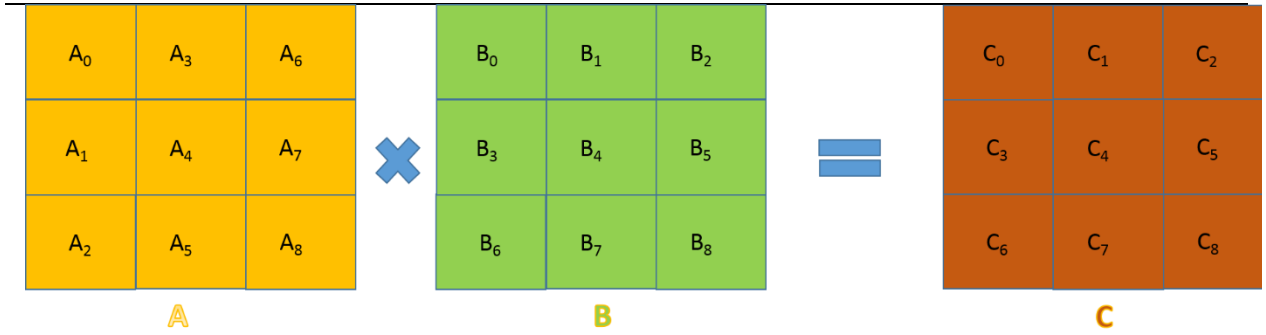 A₀ A₃ A₆ B₀ B₁ B₂ C₀ C₁ C₂
A₁ A₄ A₇ B₃ B₄ B₅ C₃ C₄ C₅
A₂ A₅ A₈ B₆ B₇ B₈ C₆ C₇ C₈
A B C